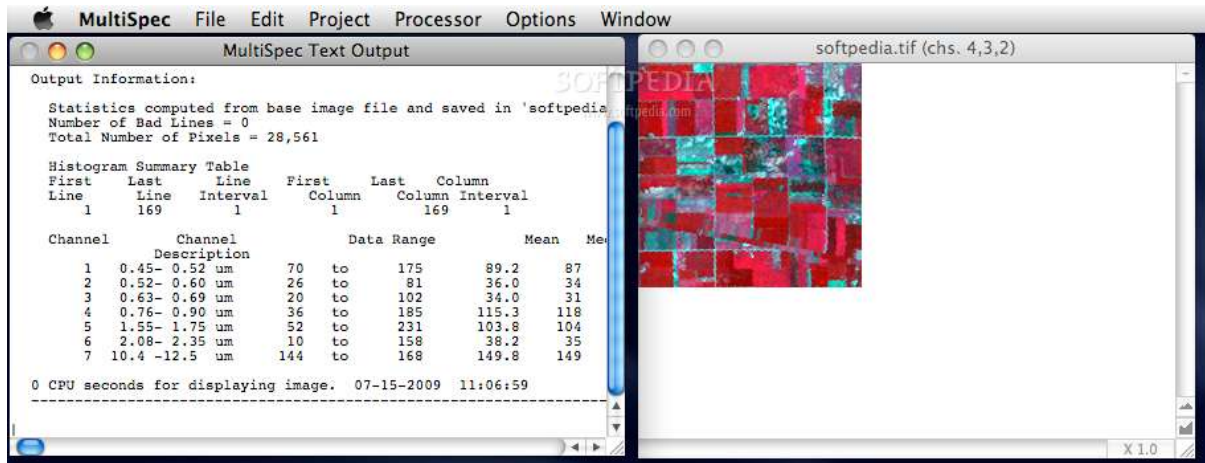 MultiSpec File Edit Project Processor Options Window
MultiSpec Text Output
Output Information:
Statistics computed from base image file and saved in 'softpedia
Number of Bad Lines = 0
Total Number of Pixels = 28,561
Histogram Summary Table
First Last Line First Last Column
Line Line Interval Column Column Interval
1 169 1 1 169 1
Channel Channel Data Range Mean Me
Description
1 0.45- 0.52 um 70 to 175 89.2 87
2 0.52- 0.60 um 26 to 81 36.0 34
3 0.63- 0.69 um 20 to 102 34.0 31
4 0.76- 0.90 um 36 to 185 115.3 118
5 1.55- 1.75 um 52 to 231 103.8 104
6 2.08- 2.35 um 10 to 158 38.2 35
7 10.4 -12.5 um 144 to 168 149.8 149
0 CPU seconds for displaying image. 07-15-2009 11:06:59
softpedia.tif (chs. 4,3,2)
SOFTPEDIA
X 1.0